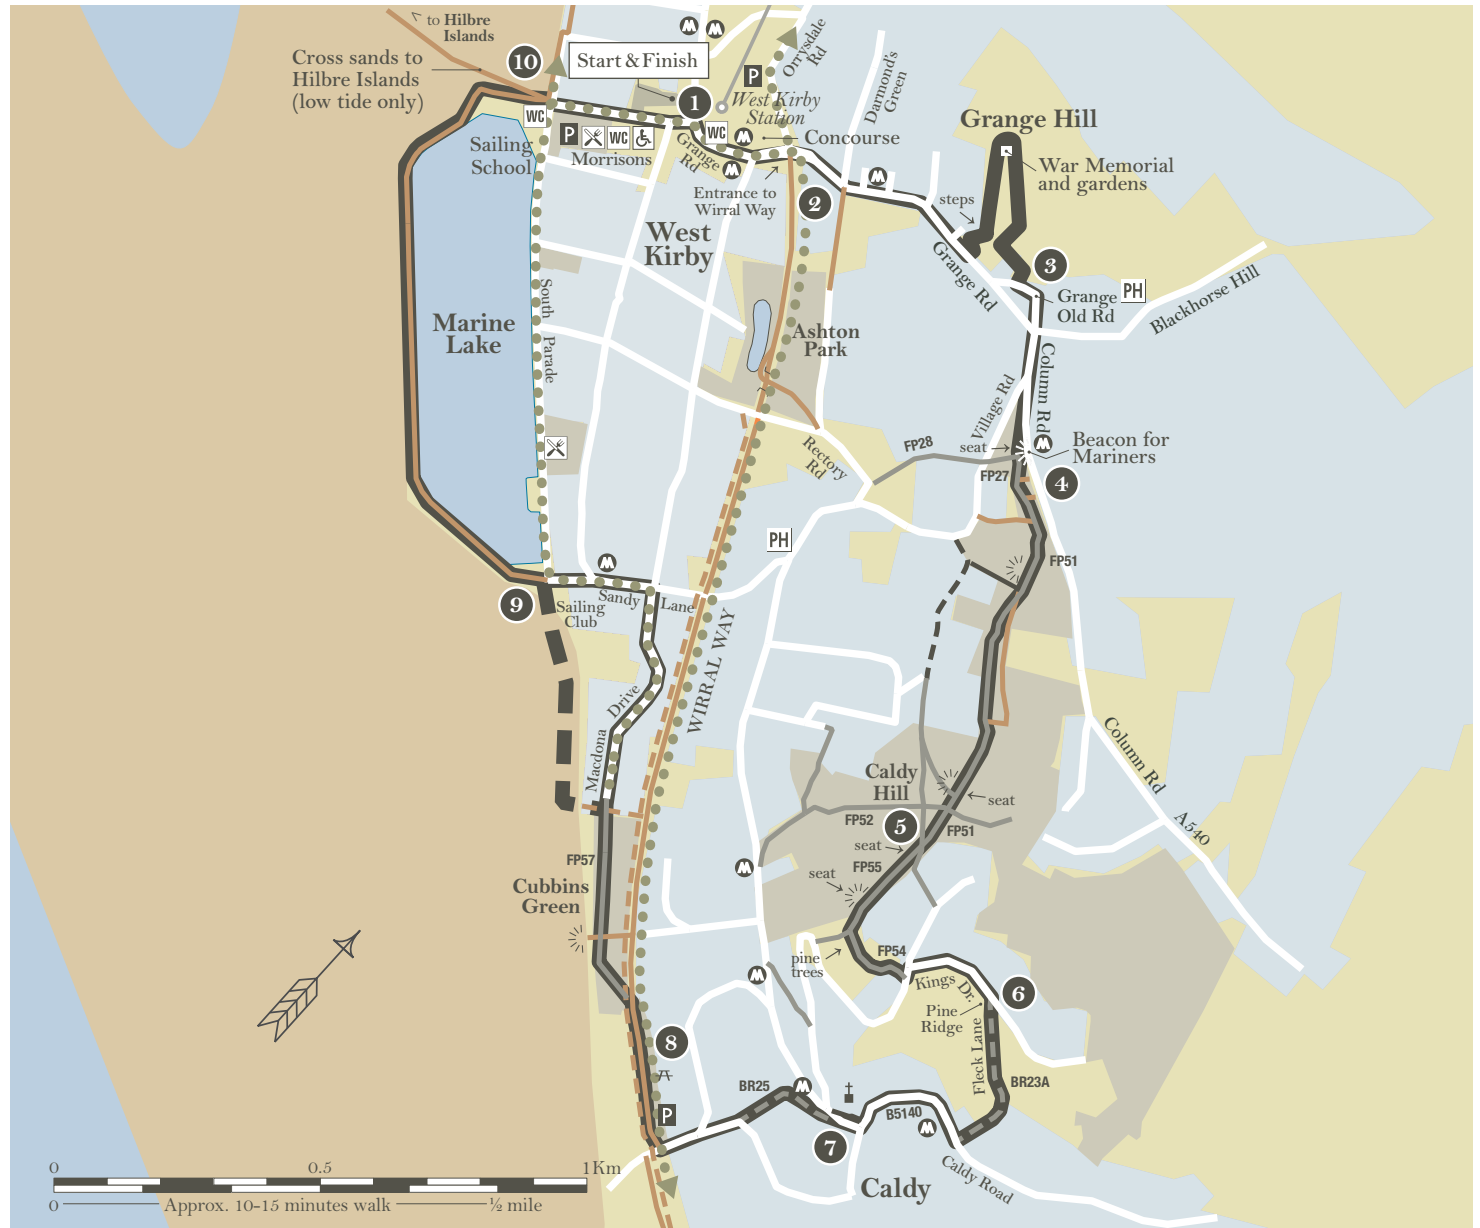 < to Hilbre
Islands
Cross sands to
Hilbre Islands
(low tide only)
10
Start & Finish
1
P
Orrysdale
Rd
West Kirby
Station
Darmond's
Green
WC
P
WC
WC
Morrisons
Sailing
School
Grange
Rd
Concourse
Entrance to
Wirral Way
2
Grange Hill
War Memorial
and gardens
steps
3
Grange Rd
Grange
Old Rd
PH
Blackhorse Hill
West
Kirby
Marine
Lake
South Parade
Ashton
Park
Column Rd
Village Rd
seat
Beacon for
Mariners
FP28
FP27
4
Rectory
Rd
PH
FP51
9
Sailing
Club
Sandy Lane
WIRRAL WAY
Macdona Drive
Column Rd
A540
Caldy
Hill
seat
FP52
5
FP51
seat
FP55
seat
FP57
Cubbins
Green
pine
trees
FP54
Kings Dr.
6
Pine
Ridge
Fleck Lane
BR23A
8
P
BR25
B5140
7
Caldy
Caldy Road
0 0.5 1Km
0 Approx. 10-15 minutes walk ½ mile